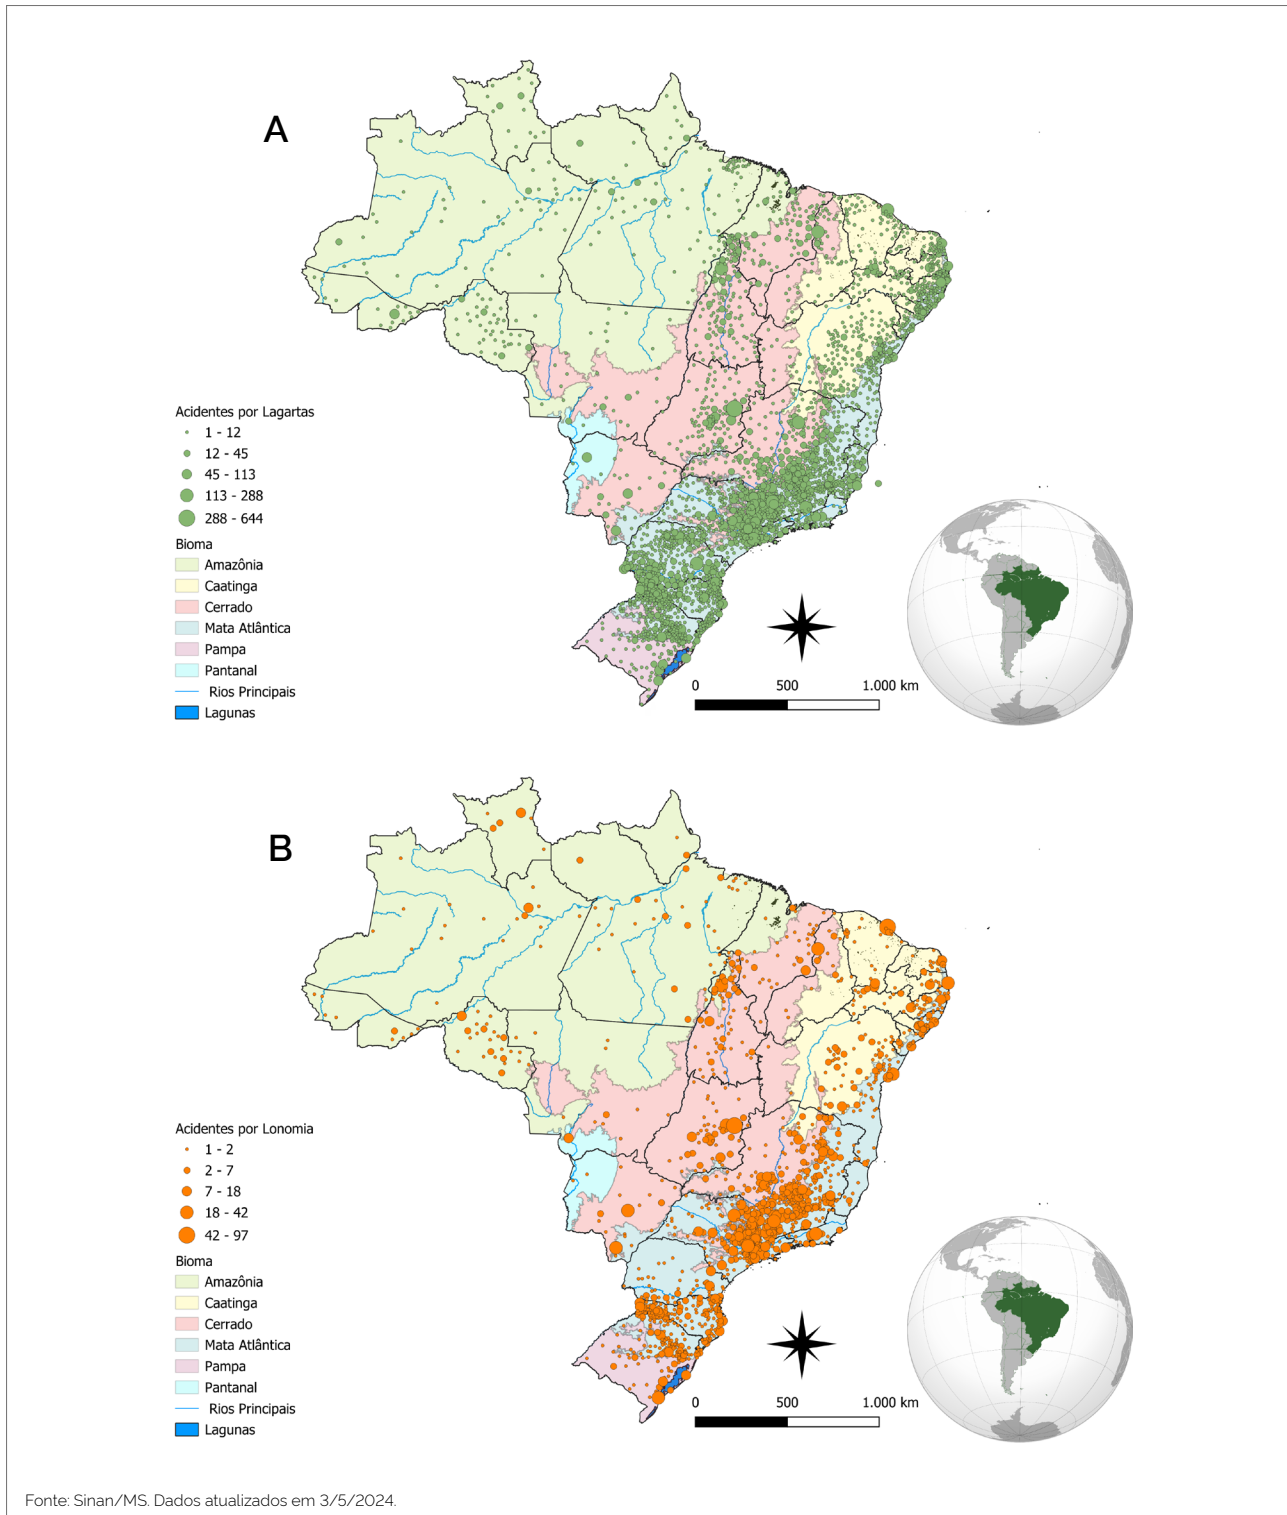 A
Acidentes por Lagartas
1 - 12
12 - 45
45 - 113
113 - 288
288 - 644
Bioma
Amazônia
Caatinga
Cerrado
Mata Atlântica
Pampa
Pantanal
Rios Principais
Lagunas
0 500 1.000 km
B
Acidentes por Lonomia
1 - 2
2 - 7
7 - 18
18 - 42
42 - 97
Bioma
Amazônia
Caatinga
Cerrado
Mata Atlântica
Pampa
Pantanal
Rios Principais
Lagunas
0 500 1.000 km
Fonte: Sinan/MS. Dados atualizados em 3/5/2024.